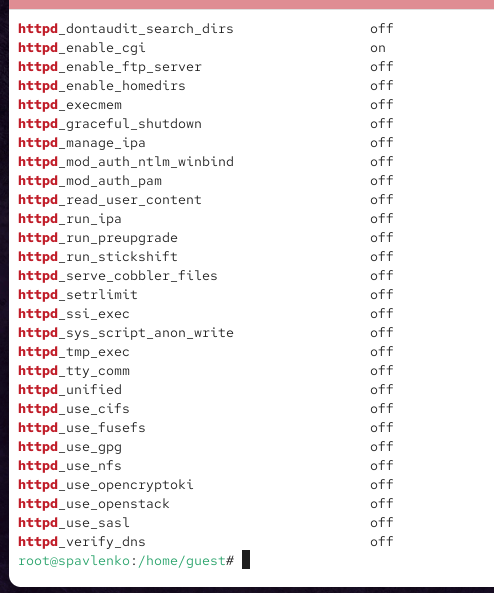 httpd_dontaudit_search_dirs off
httpd_enable_cgi on
httpd_enable_ftp_server off
httpd_enable_homedirs off
httpd_execmem off
httpd_graceful_shutdown off
httpd_manage_ipa off
httpd_mod_auth_ntlm_winbind off
httpd_mod_auth_pam off
httpd_read_user_content off
httpd_run_ipa off
httpd_run_preupgrade off
httpd_run_stickshift off
httpd_serve_cobbler_files off
httpd_setrlimit off
httpd_ssi_exec off
httpd_sys_script_anon_write off
httpd_tmp_exec off
httpd_tty_comm off
httpd_unified off
httpd_use_cifs off
httpd_use_fusefs off
httpd_use_gpg off
httpd_use_nfs off
httpd_use_opencryptoki off
httpd_use_openstack off
httpd_use_sasl off
httpd_verify_dns off
root@spavlenko:/home/guest#